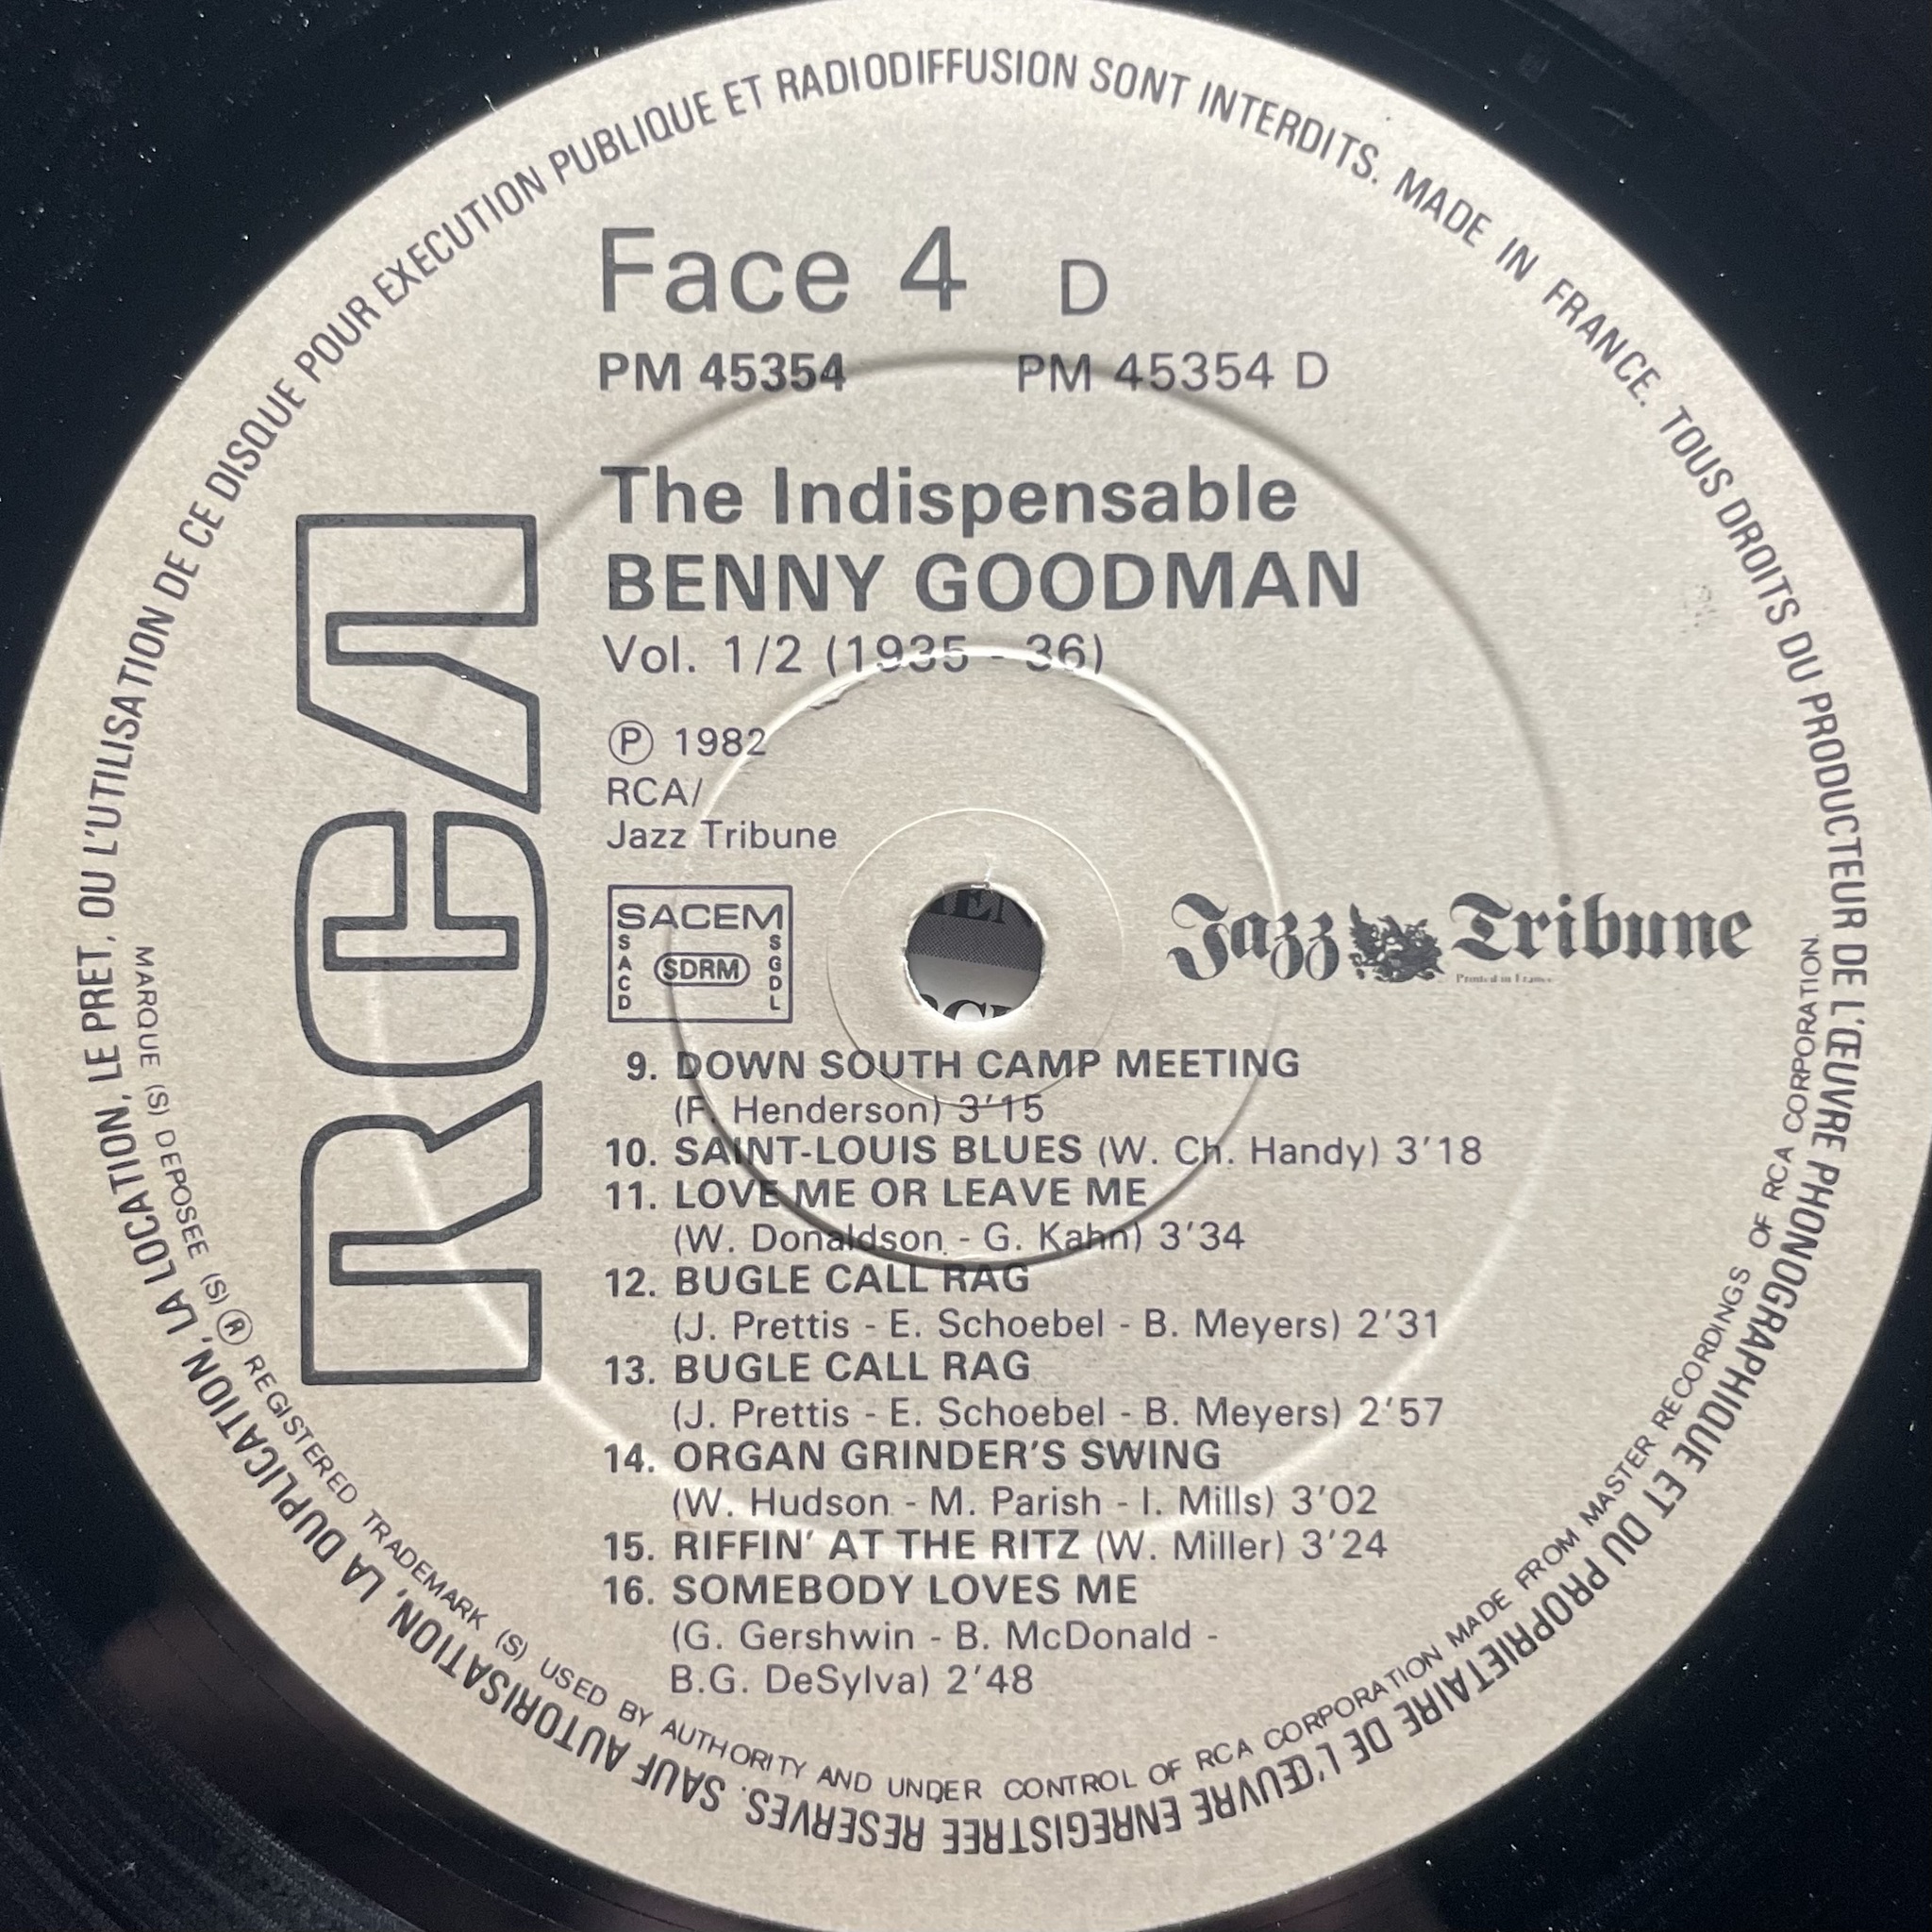 Face 4 D
PM 45354 PM 45354 D
The Indispensable
BENNY GOODMAN
Vol. 1/2 (1935 - 36)
Ⓟ 1982
RCA/
Jazz Tribune
SACEM
SACD
SDRM
SGDL
RCA
Jazz Tribune
Printed in France
9. DOWN SOUTH CAMP MEETING
(F. Henderson) 3'15
10. SAINT-LOUIS BLUES (W. Ch. Handy) 3'18
11. LOVE ME OR LEAVE ME
(W. Donaldson - G. Kahn) 3'34
12. BUGLE CALL RAG
(J. Prettis - E. Schoebel - B. Meyers) 2'31
13. BUGLE CALL RAG
(J. Prettis - E. Schoebel - B. Meyers) 2'57
14. ORGAN GRINDER'S SWING
(W. Hudson - M. Parish - I. Mills) 3'02
15. RIFFIN' AT THE RITZ (W. Miller) 3'24
16. SOMEBODY LOVES ME
(G. Gershwin - B. McDonald -
B.G. DeSylva) 2'48
MADE IN FRANCE. TOUS DROITS DU PRODUCTEUR DE L'ŒUVRE PHONOGRAPHIQUE ET DU PROPRIETAIRE DE L'ŒUVRE ENREGISTREE RESERVES. SAUF AUTORISATION, LA DUPLICATION, LA LOCATION, LE PRET, OU L'UTILISATION DE CE DISQUE POUR EXECUTION PUBLIQUE ET RADIODIFFUSION SONT INTERDITS.
MARQUE (S) DEPOSEE (S) ® REGISTERED TRADEMARK (S) USED BY AUTHORITY AND UNDER CONTROL OF RCA CORPORATION MADE FROM MASTER RECORDINGS OF RCA CORPORATION